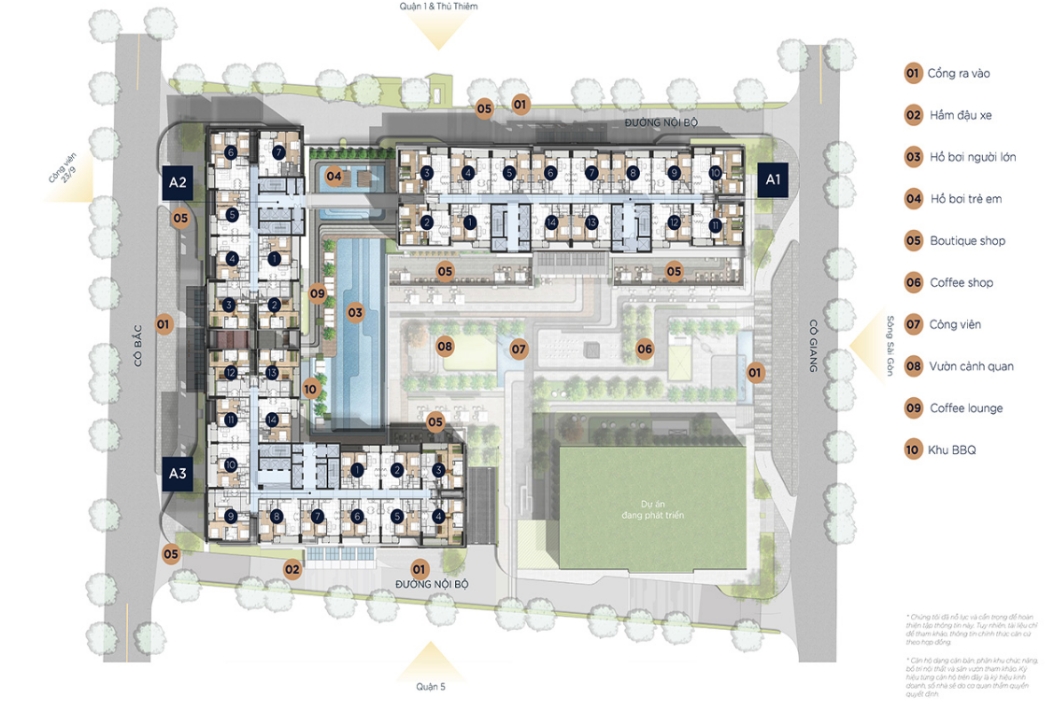 Quận 1 & Thủ Thiêm
05
01
ĐƯỜNG NỘI BỘ
Công viên
23/9
A2
6
7
04
3
4
5
6
7
8
9
10
A1
05
5
2
1
14
13
12
11
4
1
05
05
3
2
09
03
01
CÔ BẮC
08
07
06
CÔ GIANG
Sông Sài Gòn
12
13
10
01
11
14
05
A3
10
1
2
3
9
8
7
6
5
4
Dự án
đang phát triển
05
02
01
ĐƯỜNG NỘI BỘ
Quận 5
01 Cổng ra vào
02 Hầm đậu xe
03 Hồ bơi người lớn
04 Hồ bơi trẻ em
05 Boutique shop
06 Coffee shop
07 Công viên
08 Vườn cảnh quan
09 Coffee lounge
10 Khu BBQ
* Chúng tôi đã nỗ lực và cẩn trọng để hoàn
thiện tập thông tin này. Tuy nhiên, tài liệu chỉ
để tham khảo, thông tin chính thức căn cứ
theo hợp đồng.
* Căn hộ dạng căn bản, phân khu chức năng,
bố trí nội thất và sân vườn tham khảo. Ký
hiệu từng căn hộ trên đây là ký hiệu kinh
doanh, số nhà sẽ do cơ quan thẩm quyền
quyết định.